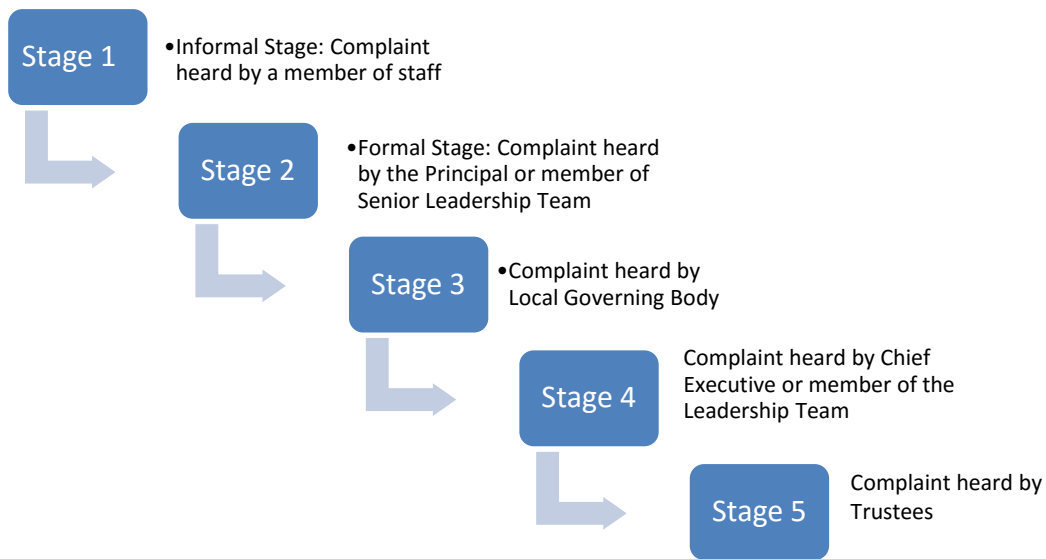 Stage 1
•Informal Stage: Complaint
heard by a member of staff
Stage 2
•Formal Stage: Complaint heard
by the Principal or member of
Senior Leadership Team
Stage 3
•Complaint heard by
Local Governing Body
Stage 4
Complaint heard by Chief
Executive or member of the
Leadership Team
Stage 5
Complaint heard by
Trustees